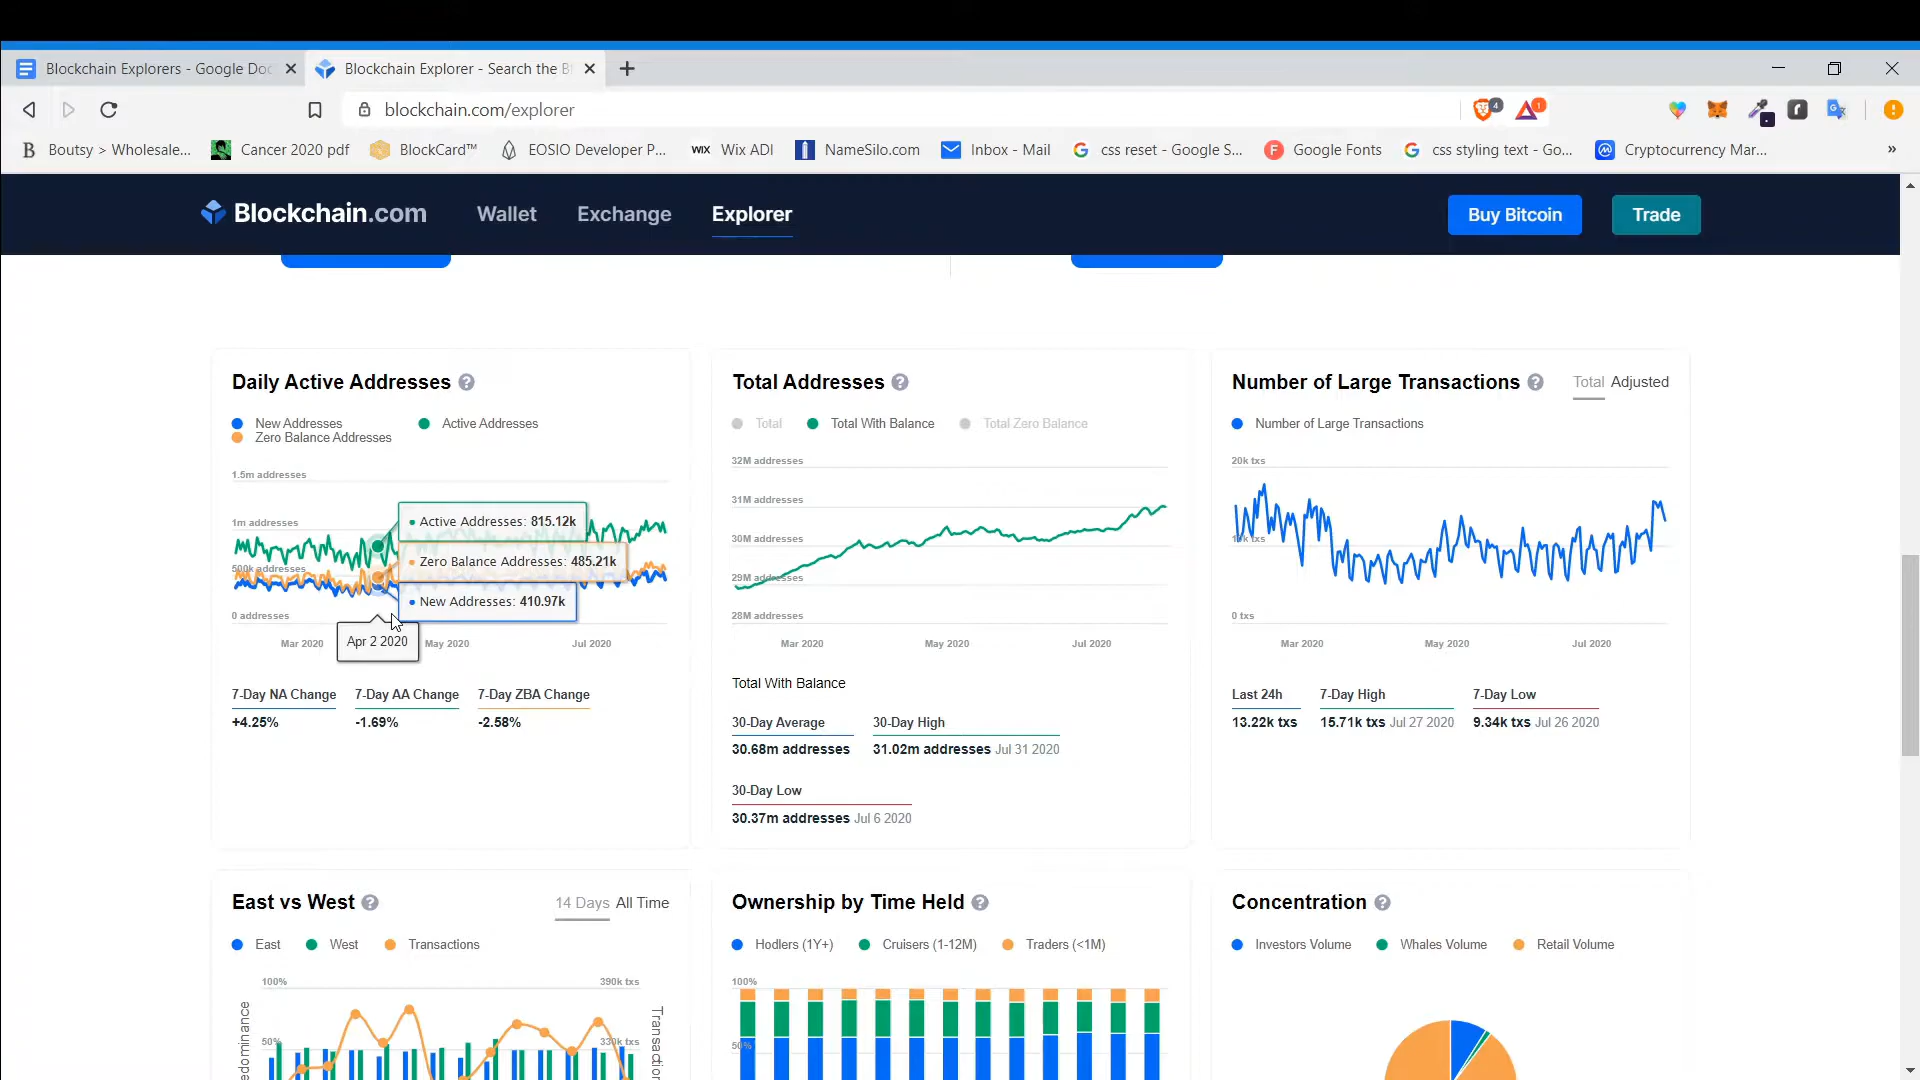 Blockchain Explorers - Google Doc
Blockchain Explorer - Search the B
blockchain.com/explorer
4
1
Boutsy > Wholesale...
Cancer 2020 pdf
BlockCard™
EOSIO Developer P...
WIX Wix ADI
NameSilo.com
Inbox - Mail
css reset - Google S...
Google Fonts
css styling text - Go...
Cryptocurrency Mar...
»
Blockchain.com
Wallet
Exchange
Explorer
Buy Bitcoin
Trade
Daily Active Addresses ?
New Addresses
Active Addresses
Zero Balance Addresses
1.5m addresses
1m addresses
500k addresses
0 addresses
Active Addresses: 815.12k
Zero Balance Addresses: 485.21k
New Addresses: 410.97k
Mar 2020
Apr 2 2020
May 2020
Jul 2020
7-Day NA Change
7-Day AA Change
7-Day ZBA Change
+4.25%
-1.69%
-2.58%
Total Addresses ?
Total
Total With Balance
Total Zero Balance
32M addresses
31M addresses
30M addresses
29M addresses
28M addresses
Mar 2020
May 2020
Jul 2020
Total With Balance
30-Day Average
30-Day High
30.68m addresses
31.02m addresses Jul 31 2020
30-Day Low
30.37m addresses Jul 6 2020
Number of Large Transactions ?
Total Adjusted
Number of Large Transactions
20k txs
10k txs
0 txs
Mar 2020
May 2020
Jul 2020
Last 24h
7-Day High
7-Day Low
13.22k txs
15.71k txs Jul 27 2020
9.34k txs Jul 26 2020
East vs West ?
14 Days All Time
East
West
Transactions
100%
390k txs
50%
330k txs
Ownership by Time Held ?
Hodlers (1Y+)
Cruisers (1-12M)
Traders (<1M)
100%
50%
Concentration ?
Investors Volume
Whales Volume
Retail Volume